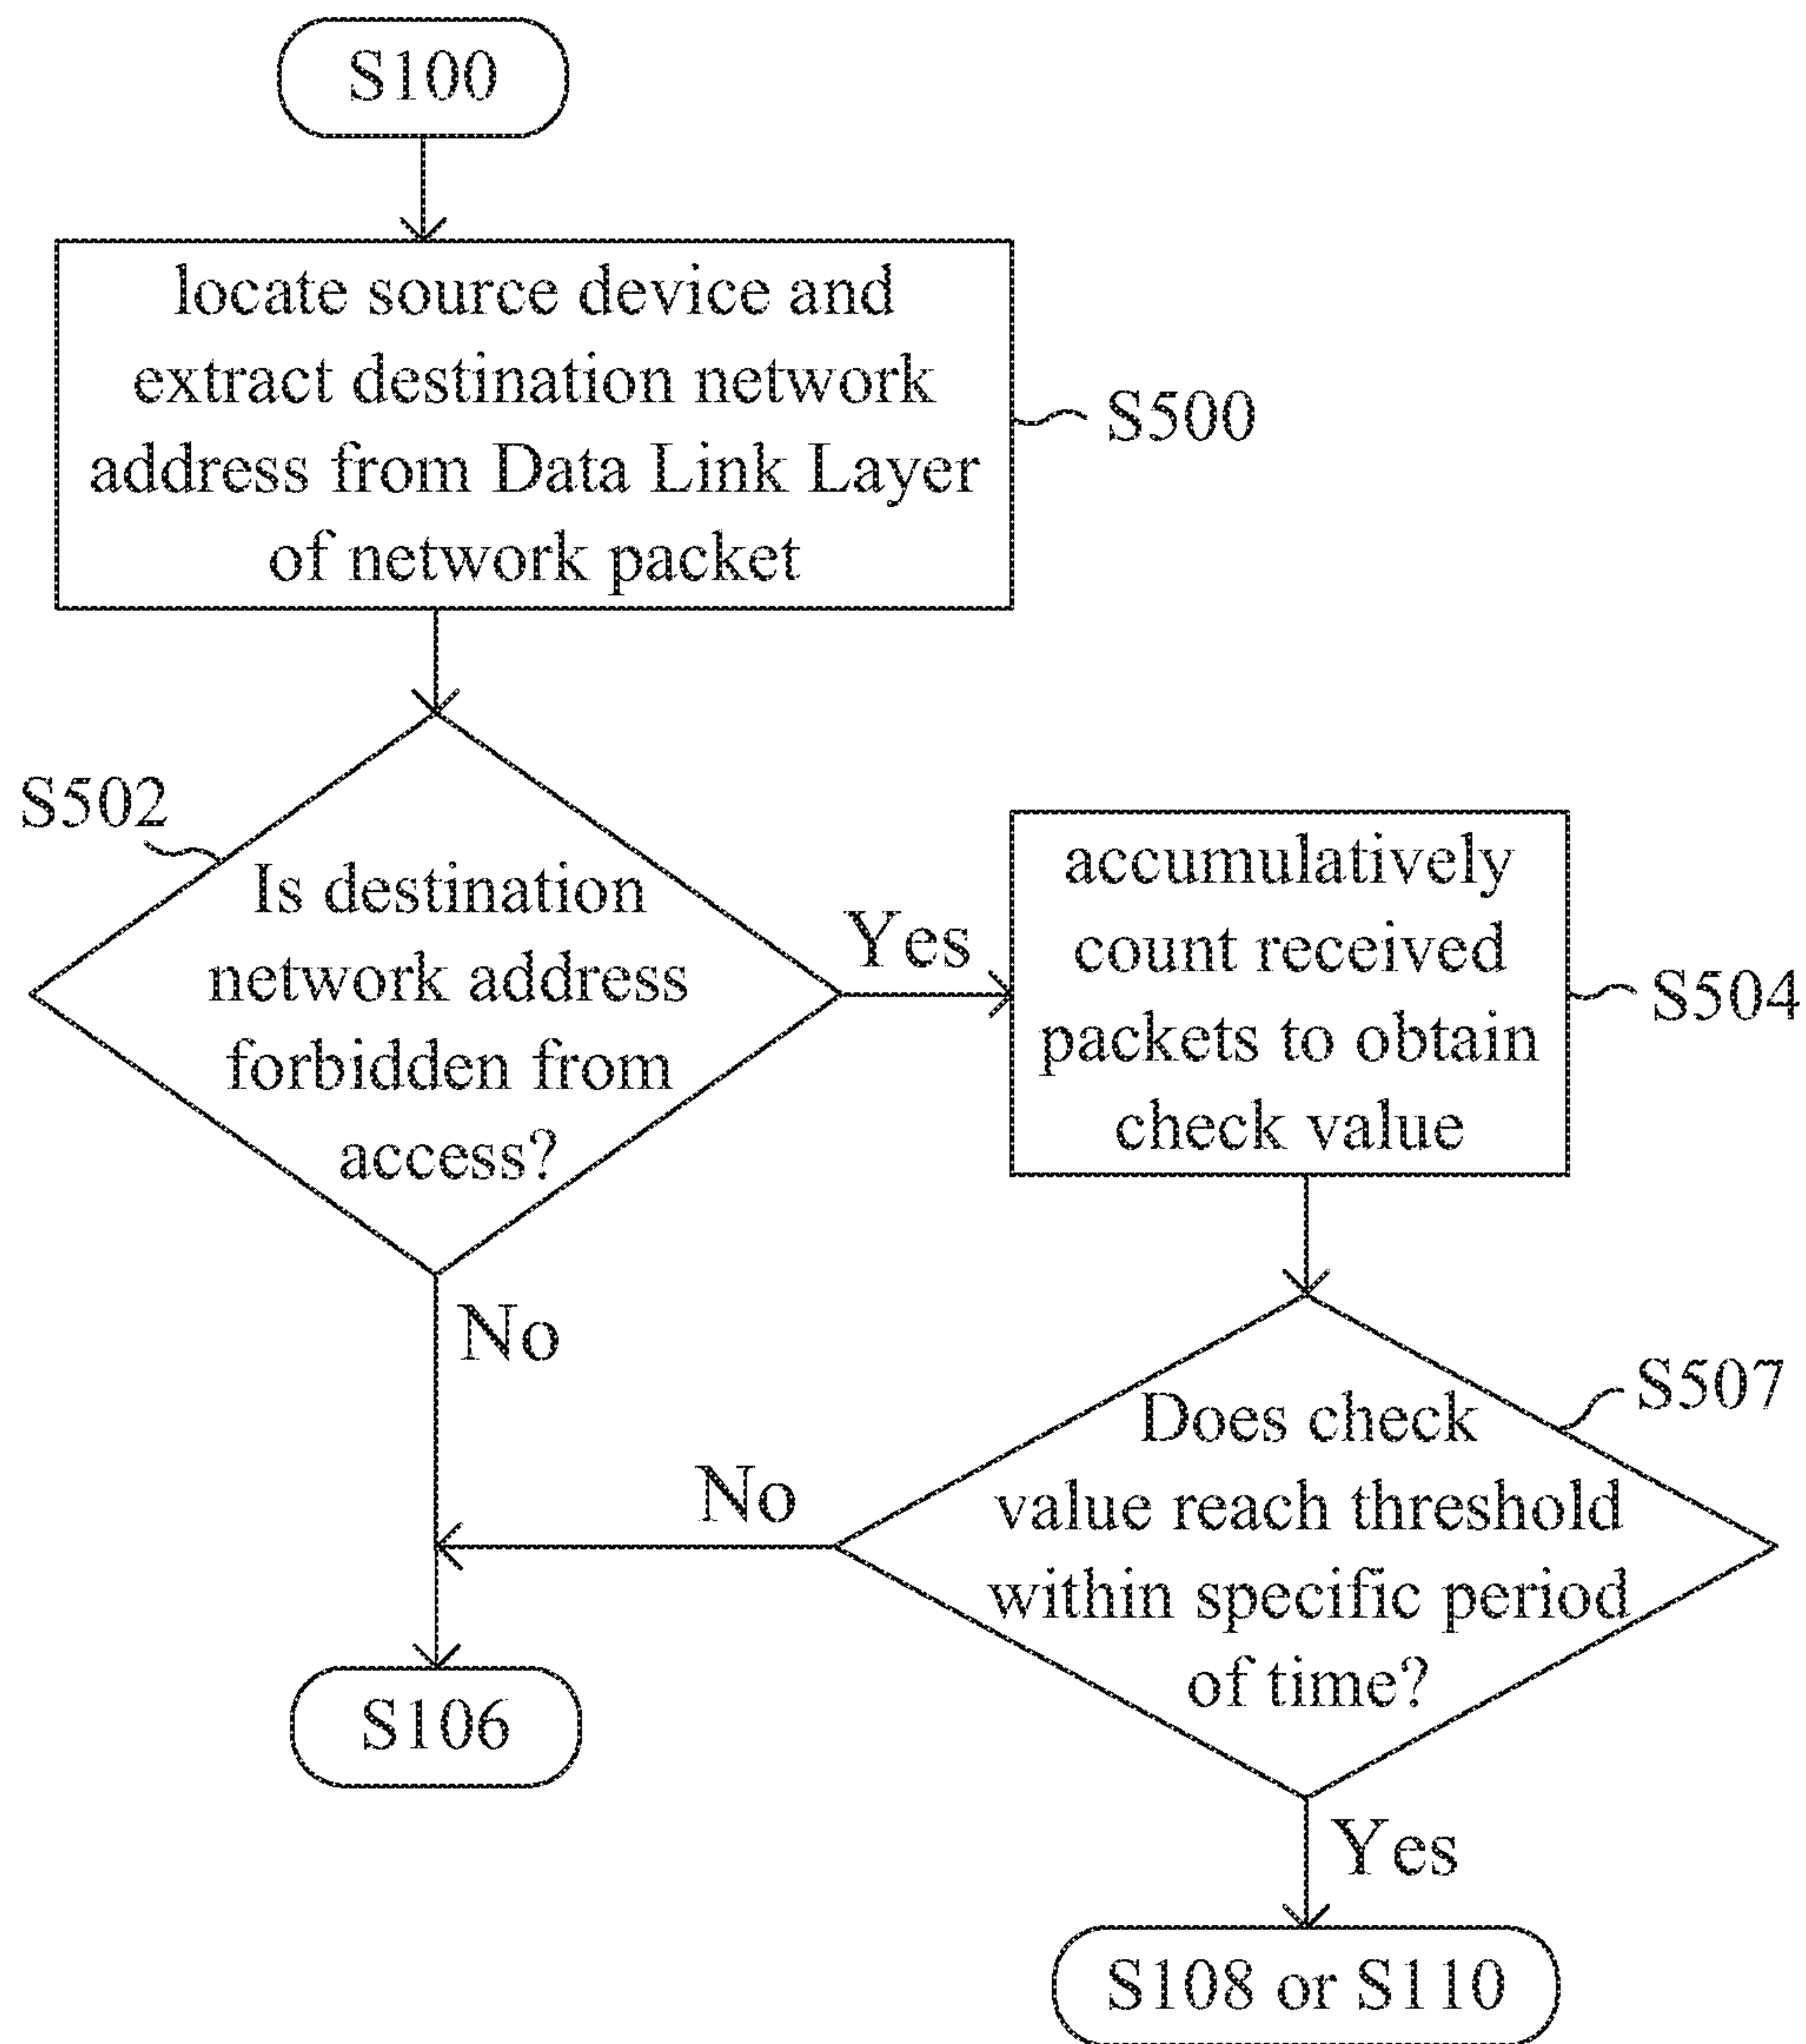 S100
locate source device and
extract destination network
address from Data Link Layer
of network packet
S500
S502
Is destination
network address
forbidden from
access?
Yes
accumulatively
count received
packets to obtain
check value
S504
No
S507
Does check
value reach threshold
within specific period
of time?
No
S106
Yes
S108 or S110